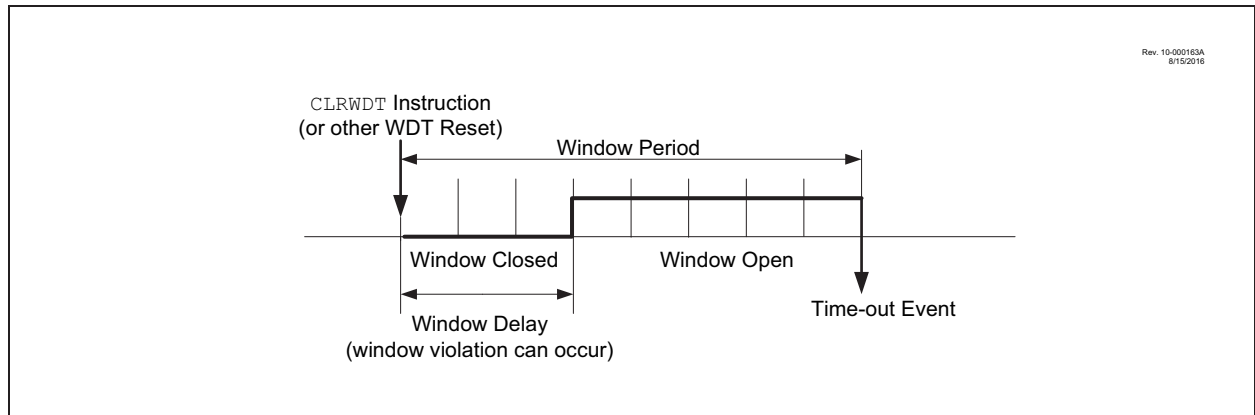 Rev. 10-000163A
8/15/2016
CLRWDT Instruction
(or other WDT Reset)
Window Period
Window Closed
Window Open
Window Delay
(window violation can occur)
Time-out Event